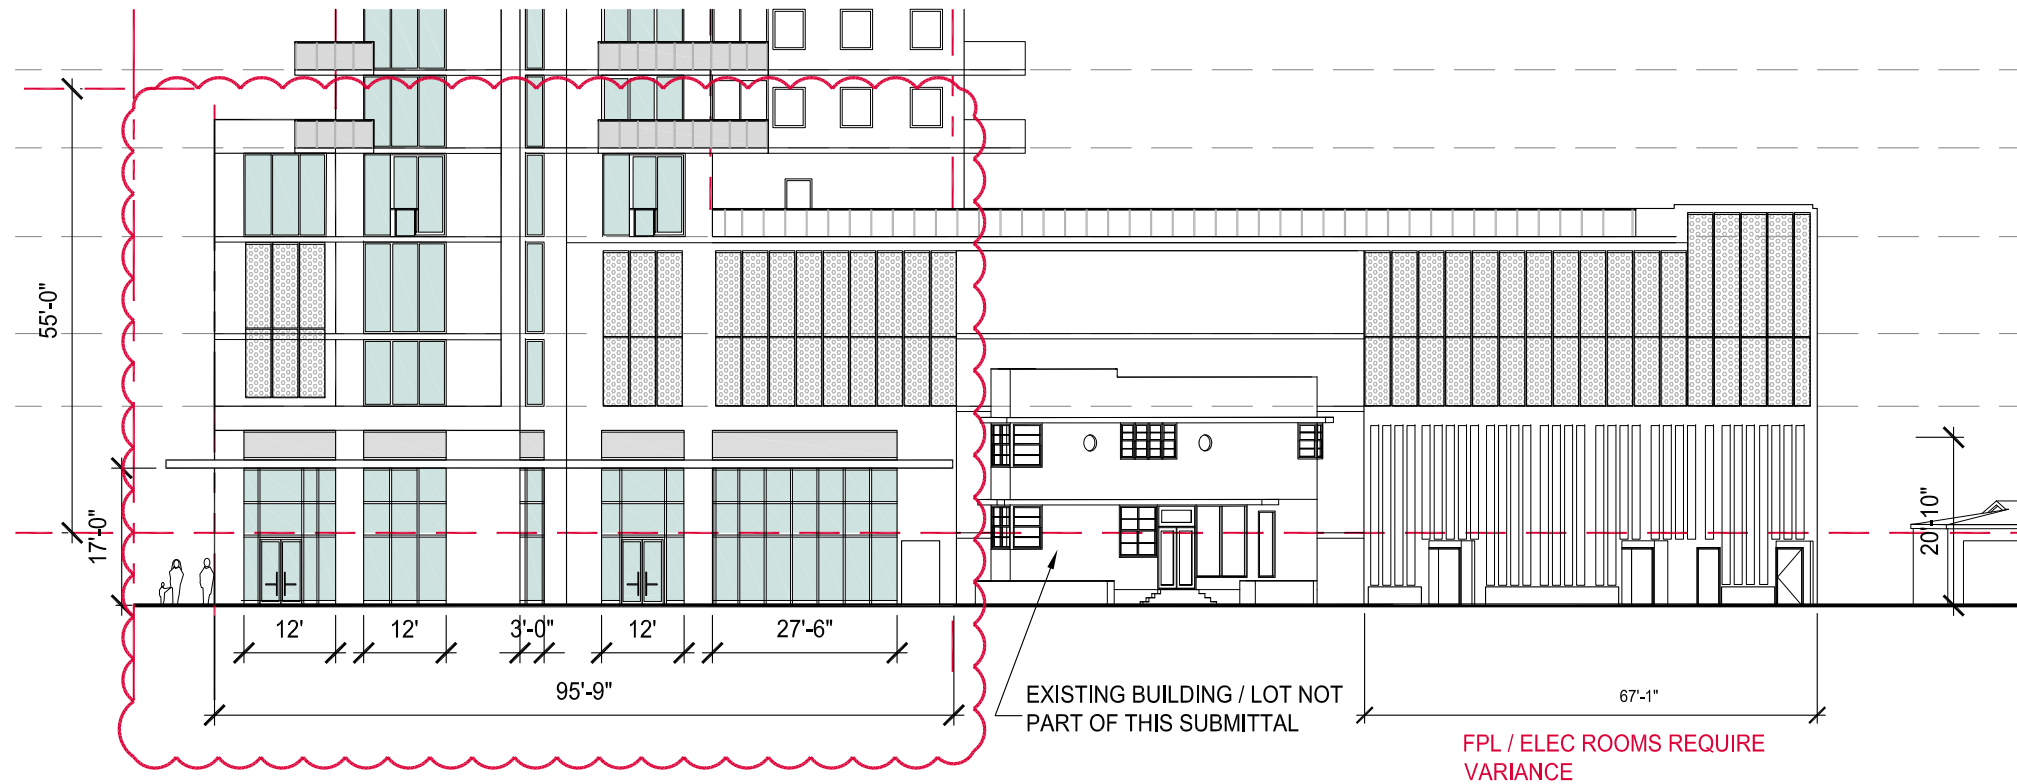 55'-0"
17'-0"
20'-10"
12'
12'
3'-0"
12'
27'-6"
95'-9"
EXISTING BUILDING / LOT NOT
PART OF THIS SUBMITTAL
67'-1"
FPL / ELEC ROOMS REQUIRE
VARIANCE